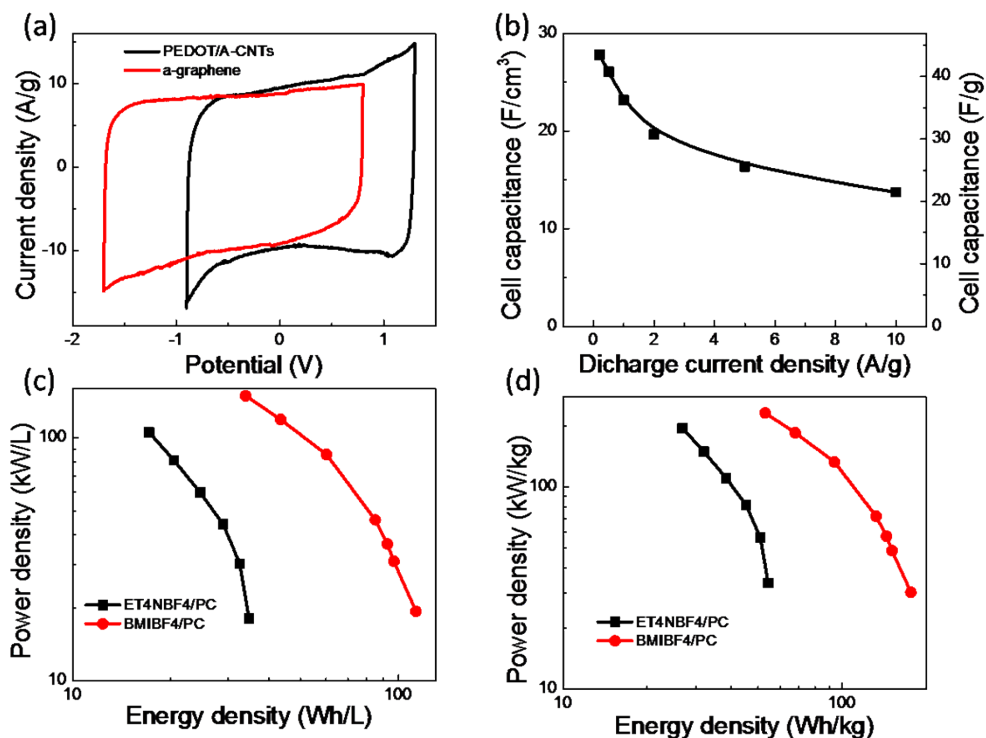 (a)
PEDOT/A-CNTs
a-graphene
Current density (A/g)
10
0
-10
-2
-1
0
1
Potential (V)
(b)
Cell capacitance (F/cm³)
30
20
10
0
0
2
4
6
8
10
Dicharge current density (A/g)
40
30
20
10
0
Cell capacitance (F/g)
(c)
Power density (kW/L)
100
10
ET4NBF4/PC
BMIBF4/PC
10
100
Energy density (Wh/L)
(d)
Power density (kW/kg)
100
10
ET4NBF4/PC
BMIBF4/PC
10
100
Energy density (Wh/kg)